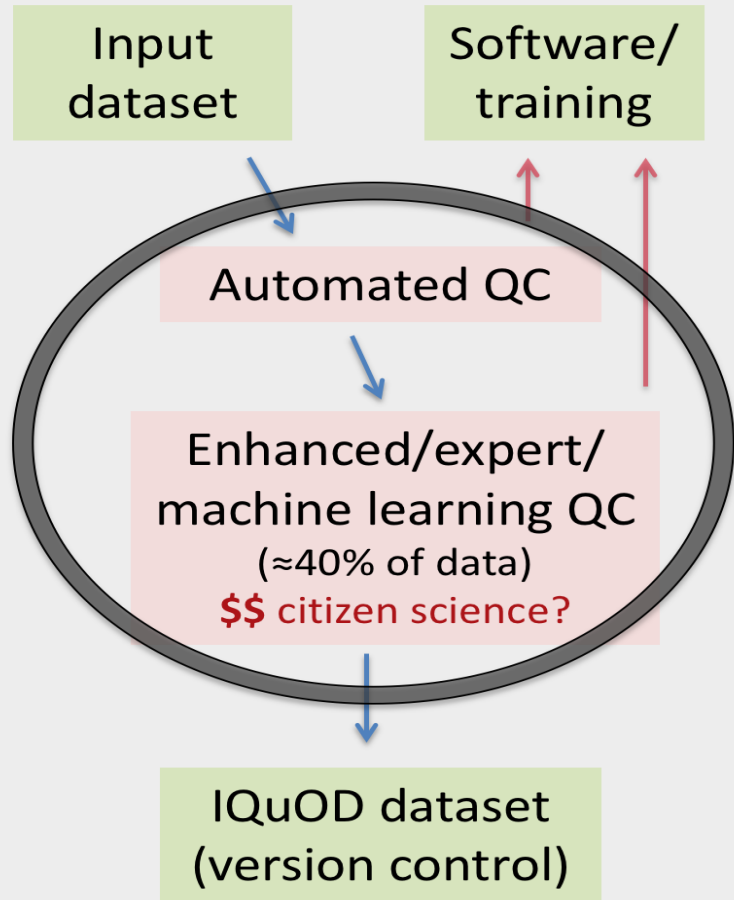 Input
dataset
Software/
training
Automated QC
Enhanced/expert/
machine learning QC
(≈40% of data)
$$ citizen science?
IQuOD dataset
(version control)